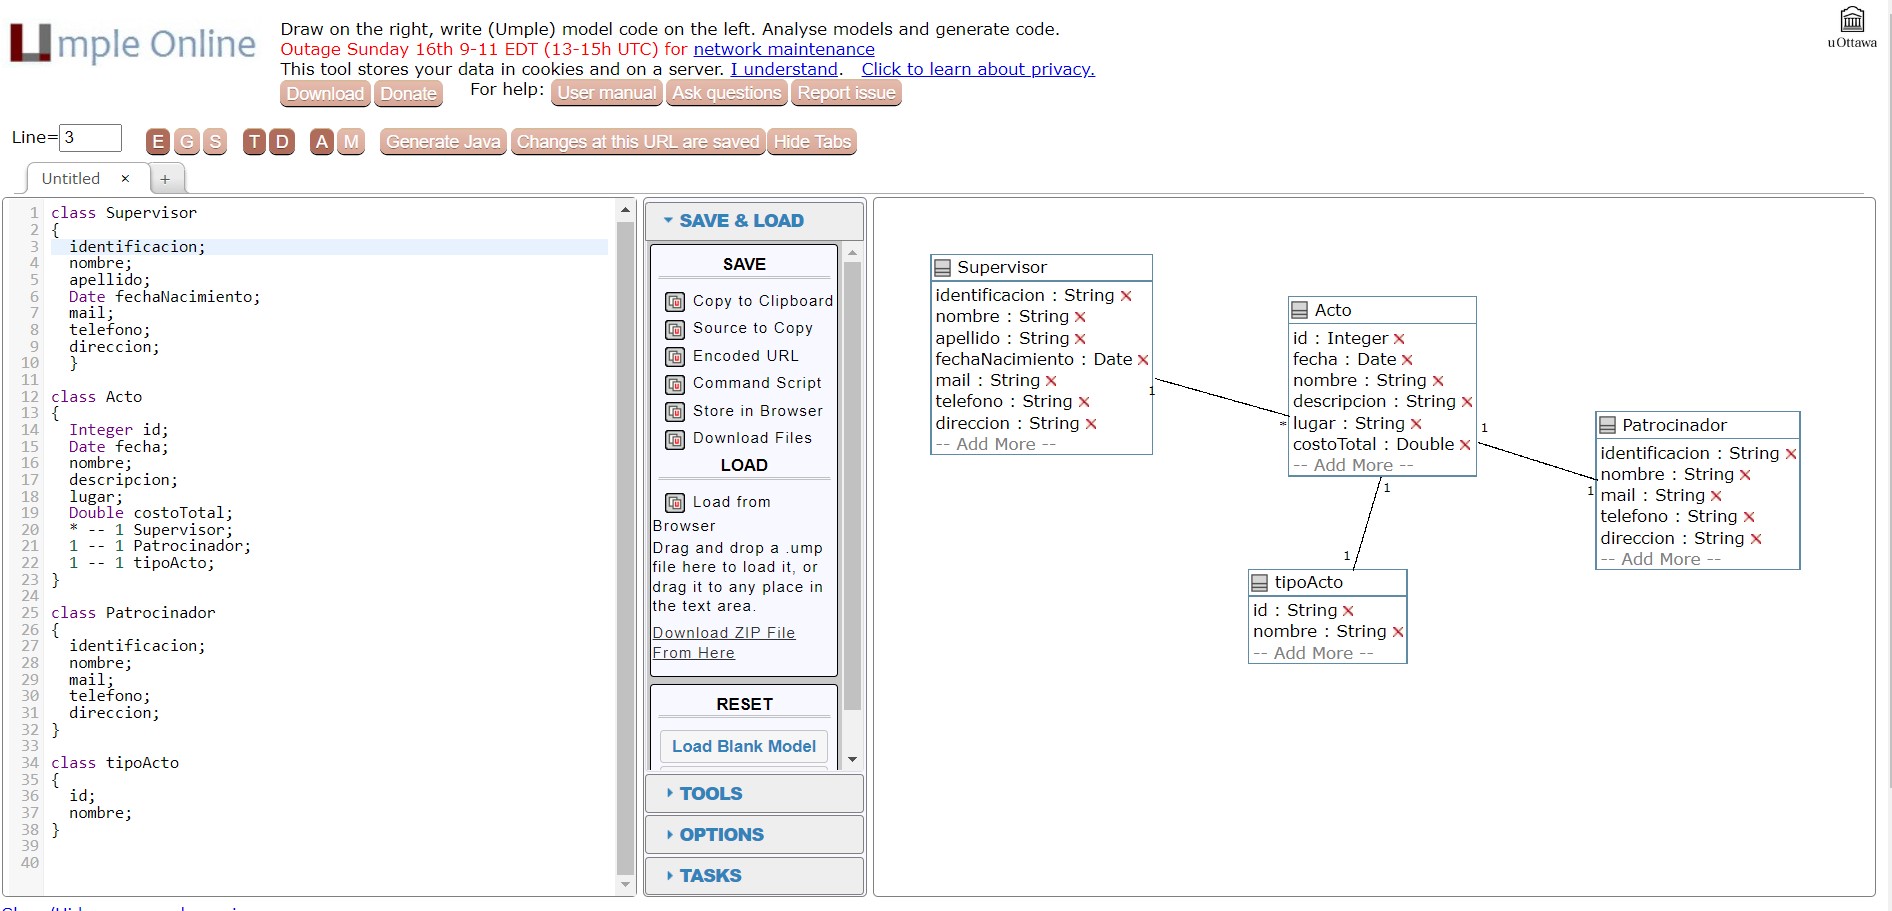 Umple Online
Draw on the right, write (Umple) model code on the left. Analyse models and generate code.
Outage Sunday 16th 9-11 EDT (13-15h UTC) for network maintenance
This tool stores your data in cookies and on a server. I understand. Click to learn about privacy.
Download Donate For help: User manual Ask questions Report issue
uOttawa
Line= 3 E G S T D A M Generate Java Changes at this URL are saved Hide Tabs
Untitled × +
1 class Supervisor
2 {
3 identificacion;
4 nombre;
5 apellido;
6 Date fechaNacimiento;
7 mail;
8 telefono;
9 direccion;
10 }
11
12 class Acto
13 {
14 Integer id;
15 Date fecha;
16 nombre;
17 descripcion;
18 lugar;
19 Double costoTotal;
20 * -- 1 Supervisor;
21 1 -- 1 Patrocinador;
22 1 -- 1 tipoActo;
23 }
24
25 class Patrocinador
26 {
27 identificacion;
28 nombre;
29 mail;
30 telefono;
31 direccion;
32 }
33
34 class tipoActo
35 {
36 id;
37 nombre;
38 }
39
40
SAVE & LOAD
SAVE
Copy to Clipboard
Source to Copy
Encoded URL
Command Script
Store in Browser
Download Files
LOAD
Load from
Browser
Drag and drop a .ump
file here to load it, or
drag it to any place in
the text area.
Download ZIP File
From Here
RESET
Load Blank Model
TOOLS
OPTIONS
TASKS
Supervisor
identificacion : String
nombre : String
apellido : String
fechaNacimiento : Date
mail : String
telefono : String
direccion : String
-- Add More --
1
*
Acto
id : Integer
fecha : Date
nombre : String
descripcion : String
lugar : String
costoTotal : Double
-- Add More --
1
1
1
1
Patrocinador
identificacion : String
nombre : String
mail : String
telefono : String
direccion : String
-- Add More --
tipoActo
id : String
nombre : String
-- Add More --